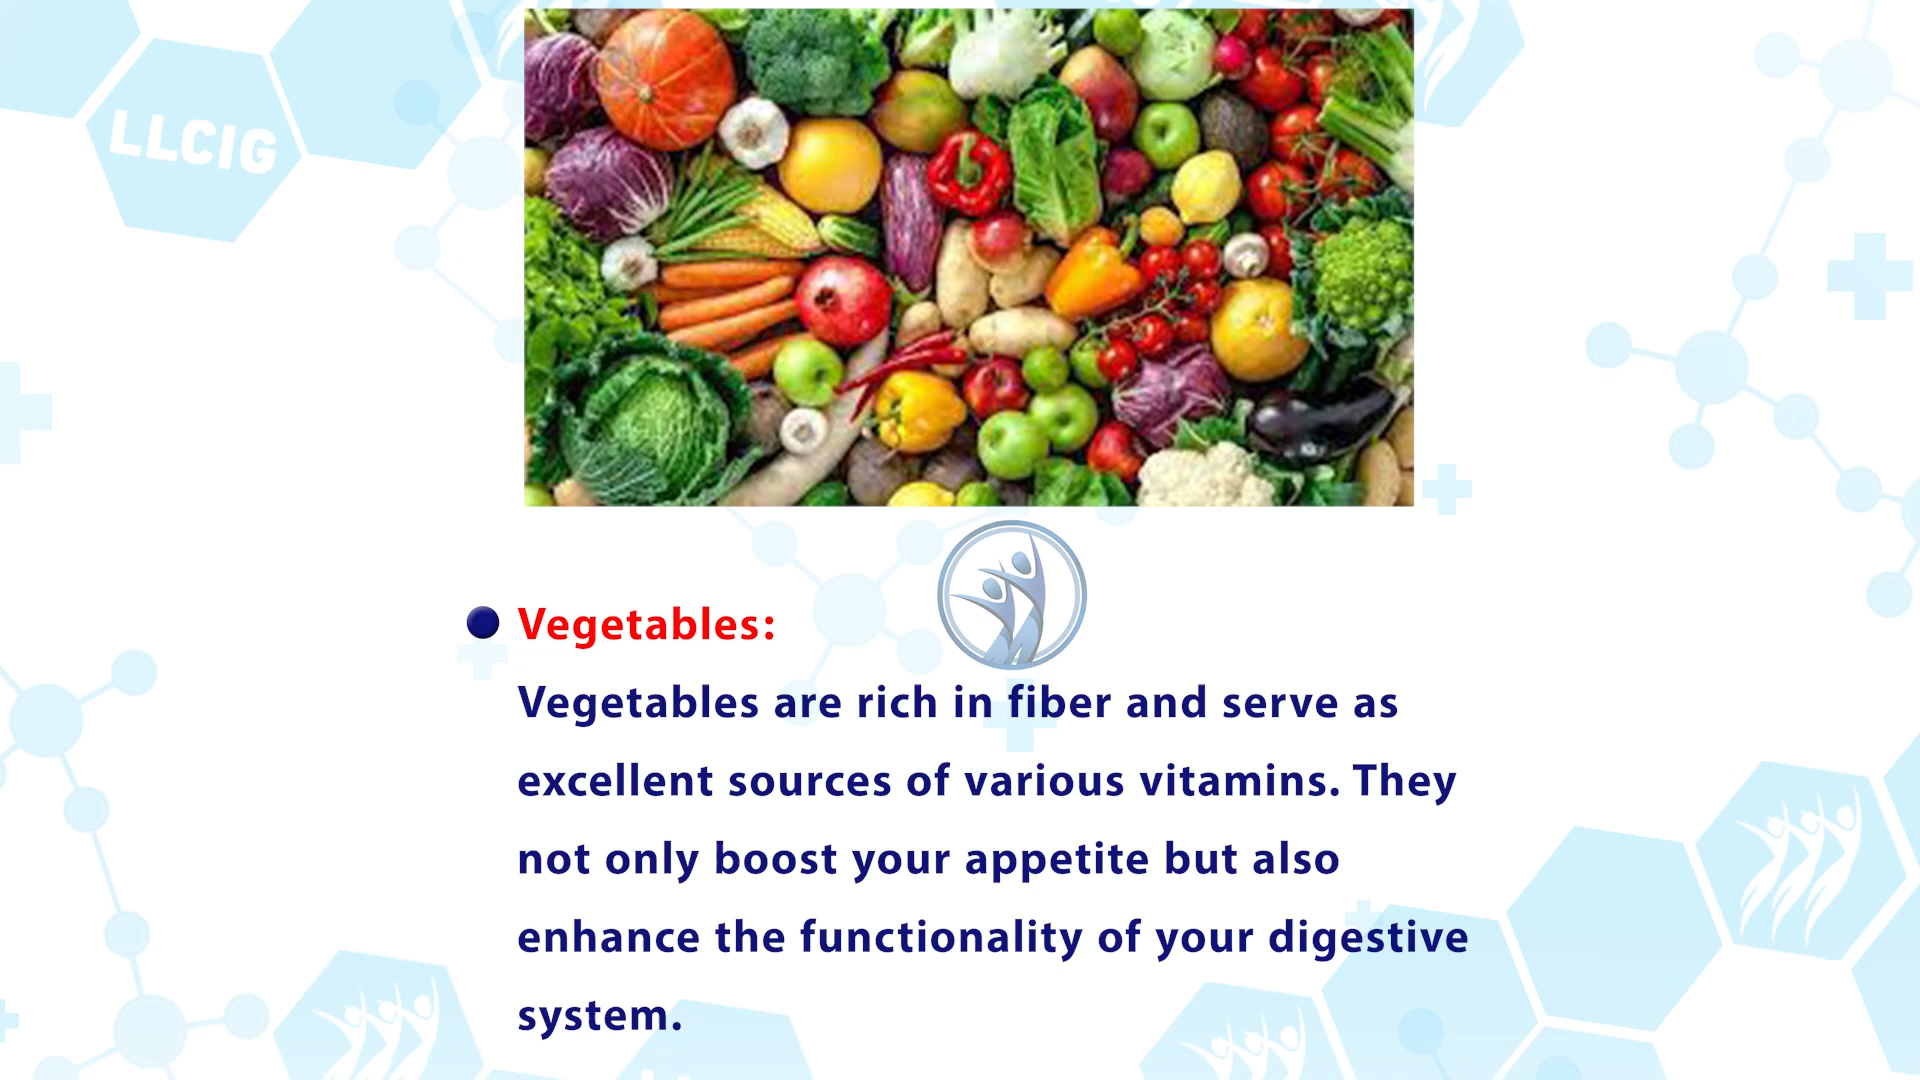 LLCIG
Vegetables:
Vegetables are rich in fiber and serve as
excellent sources of various vitamins. They
not only boost your appetite but also
enhance the functionality of your digestive
system.